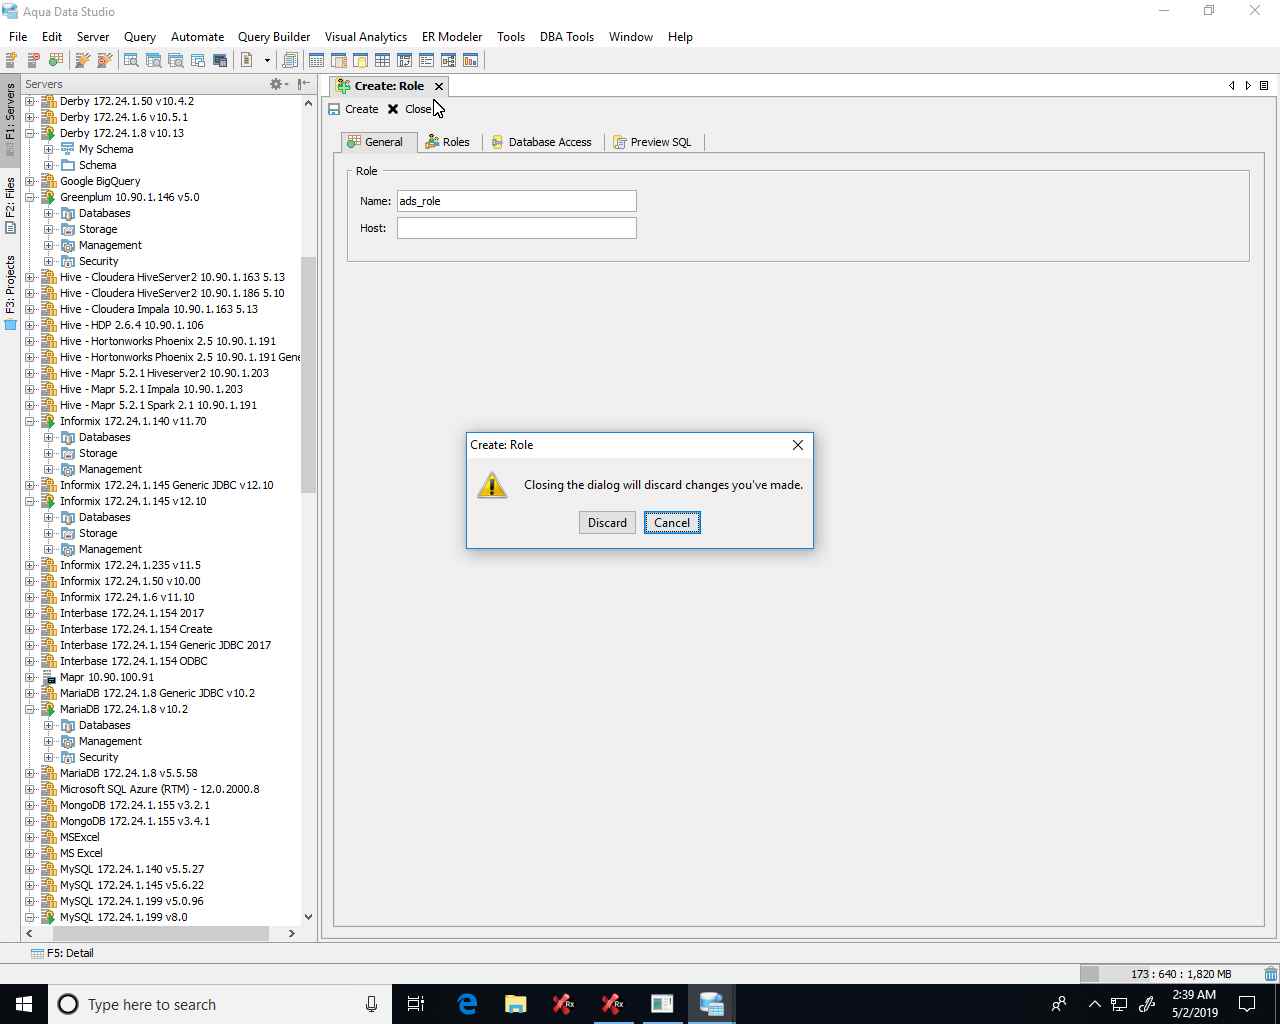 Aqua Data Studio
File Edit Server Query Automate Query Builder Visual Analytics ER Modeler Tools DBA Tools Window Help
Servers
Create: Role
Create Close
F1: Servers
F2: Files
F3: Projects
General Roles Database Access Preview SQL
Role
Name: ads_role
Host:
Derby 172.24.1.50 v10.4.2
Derby 172.24.1.6 v10.5.1
Derby 172.24.1.8 v10.13
My Schema
Schema
Google BigQuery
Greenplum 10.90.1.146 v5.0
Databases
Storage
Management
Security
Hive - Cloudera HiveServer2 10.90.1.163 5.13
Hive - Cloudera HiveServer2 10.90.1.186 5.10
Hive - Cloudera Impala 10.90.1.163 5.13
Hive - HDP 2.6.4 10.90.1.106
Hive - Hortonworks Phoenix 2.5 10.90.1.191
Hive - Hortonworks Phoenix 2.5 10.90.1.191 Gene
Hive - Mapr 5.2.1 Hiveserver2 10.90.1.203
Hive - Mapr 5.2.1 Impala 10.90.1.203
Hive - Mapr 5.2.1 Spark 2.1 10.90.1.191
Informix 172.24.1.140 v11.70
Databases
Storage
Management
Informix 172.24.1.145 Generic JDBC v12.10
Informix 172.24.1.145 v12.10
Databases
Storage
Management
Informix 172.24.1.235 v11.5
Informix 172.24.1.50 v10.00
Informix 172.24.1.6 v11.10
Interbase 172.24.1.154 2017
Interbase 172.24.1.154 Create
Interbase 172.24.1.154 Generic JDBC 2017
Interbase 172.24.1.154 ODBC
Mapr 10.90.100.91
MariaDB 172.24.1.8 Generic JDBC v10.2
MariaDB 172.24.1.8 v10.2
Databases
Management
Security
MariaDB 172.24.1.8 v5.5.58
Microsoft SQL Azure (RTM) - 12.0.2000.8
MongoDB 172.24.1.155 v3.2.1
MongoDB 172.24.1.155 v3.4.1
MSExcel
MS Excel
MySQL 172.24.1.140 v5.5.27
MySQL 172.24.1.145 v5.6.22
MySQL 172.24.1.199 v5.0.96
MySQL 172.24.1.199 v8.0
Create: Role
Closing the dialog will discard changes you've made.
Discard Cancel
F5: Detail
173 : 640 : 1,820 MB
Type here to search
Rx
Rx
2:39 AM
5/2/2019